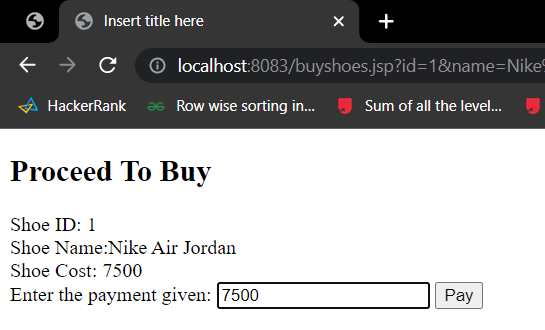 Insert title here
localhost:8083/buyshoes.jsp?id=1&name=Nike
HackerRank Row wise sorting in... Sum of all the level...
Proceed To Buy
Shoe ID: 1
Shoe Name:Nike Air Jordan
Shoe Cost: 7500
Enter the payment given: 7500 Pay